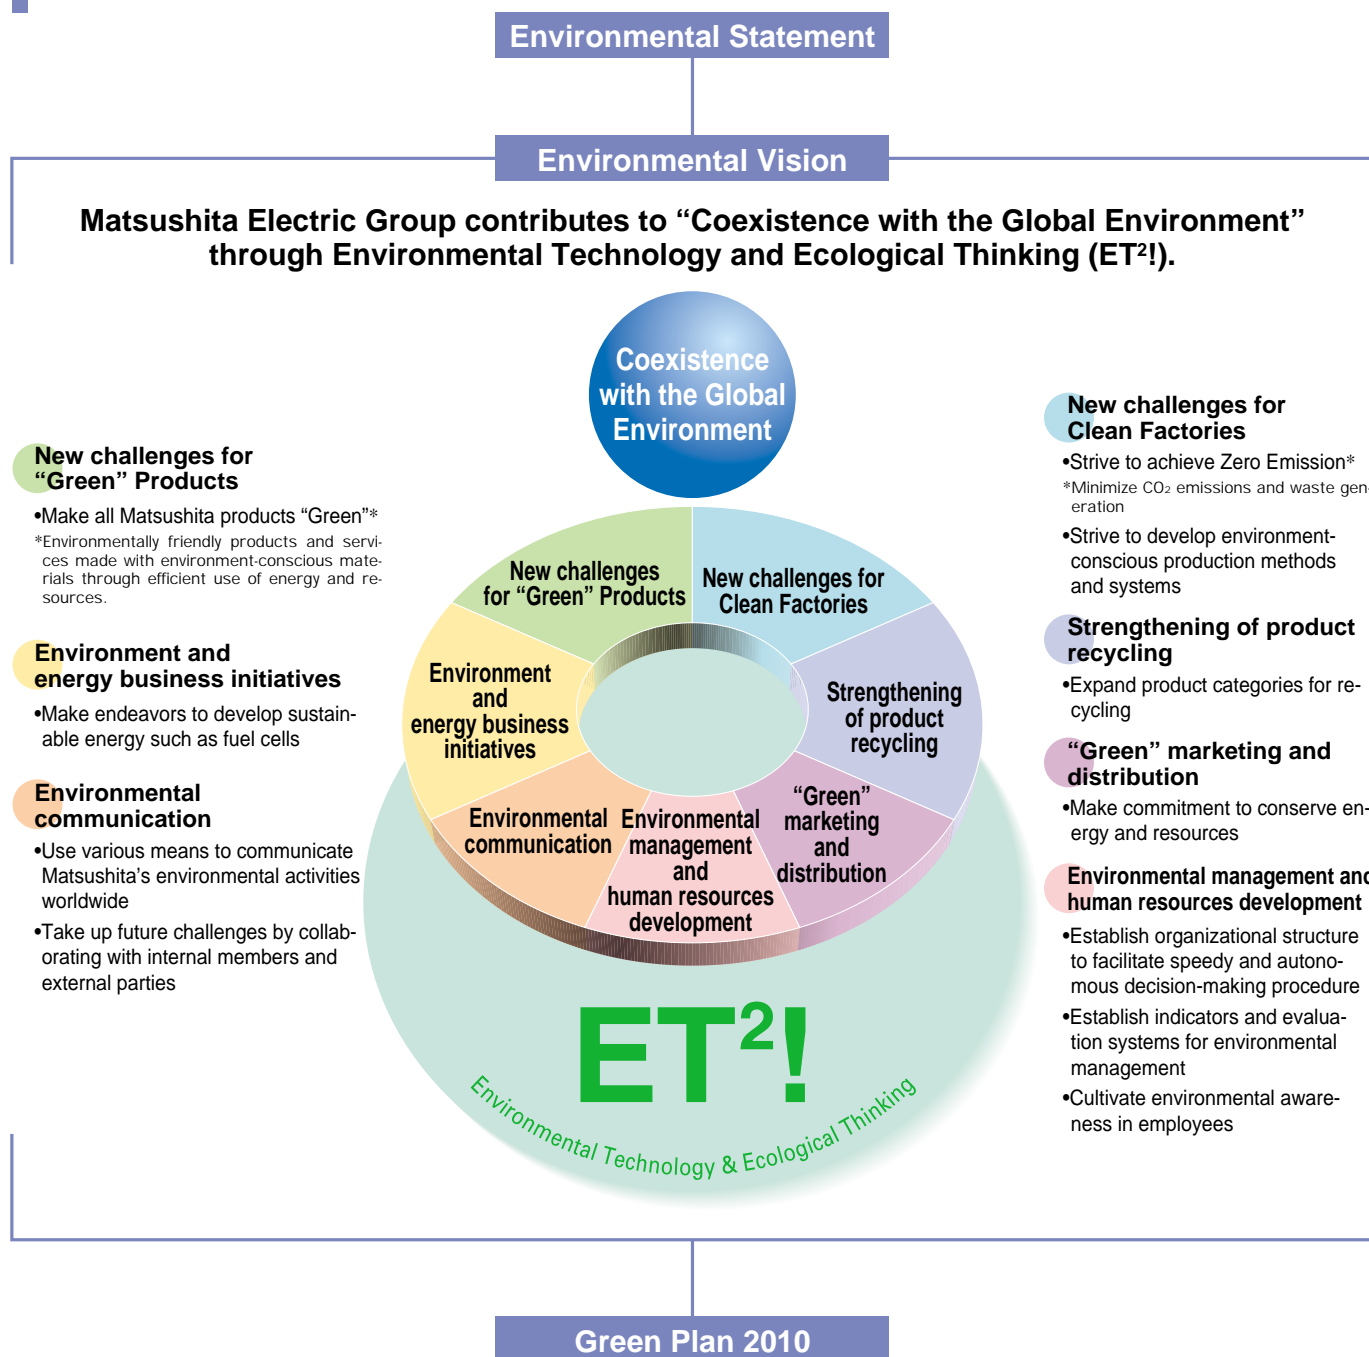 Environmental Statement
Environmental Vision
Matsushita Electric Group contributes to “Coexistence with the Global Environment”
through Environmental Technology and Ecological Thinking (ET²!).
Coexistence
with the Global
Environment
New challenges for
“Green” Products
•Make all Matsushita products “Green”*
*Environmentally friendly products and servi-
ces made with environment-conscious mate-
rials through efficient use of energy and re-
sources.
Environment and
energy business initiatives
•Make endeavors to develop sustain-
able energy such as fuel cells
Environmental
communication
•Use various means to communicate
Matsushita’s environmental activities
worldwide
•Take up future challenges by collab-
orating with internal members and
external parties
New challenges
for “Green” Products
New challenges for
Clean Factories
Environment
and
energy business
initiatives
Strengthening
of product
recycling
Environmental
communication
Environmental
management
and
human resources
development
“Green”
marketing
and
distribution
ET²!
Environmental Technology & Ecological Thinking
New challenges for
Clean Factories
•Strive to achieve Zero Emission*
*Minimize CO₂ emissions and waste gen-
eration
•Strive to develop environment-
conscious production methods
and systems
Strengthening of product
recycling
•Expand product categories for re-
cycling
“Green” marketing and
distribution
•Make commitment to conserve en-
ergy and resources
Environmental management and
human resources development
•Establish organizational structure
to facilitate speedy and autono-
mous decision-making procedure
•Establish indicators and evalua-
tion systems for environmental
management
•Cultivate environmental aware-
ness in employees
Green Plan 2010